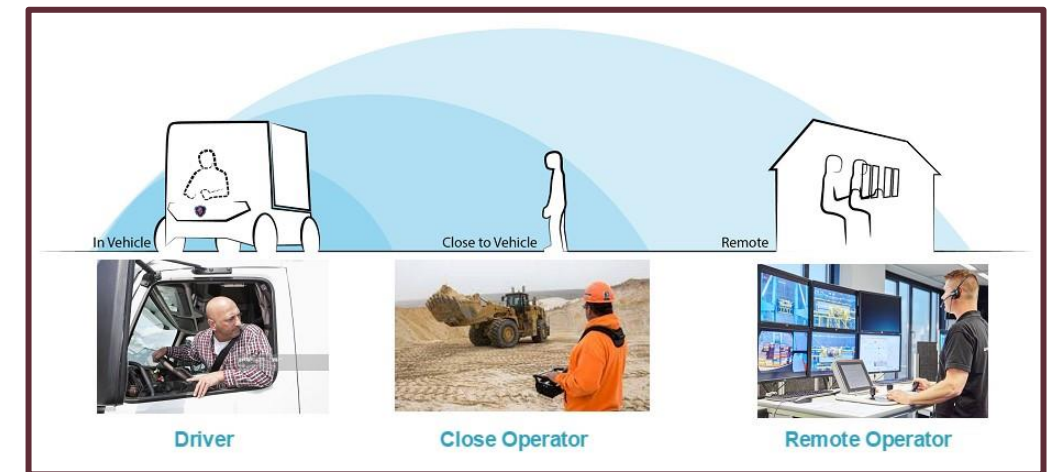 In Vehicle
Close to Vehicle
Remote
Driver
Close Operator
Remote Operator